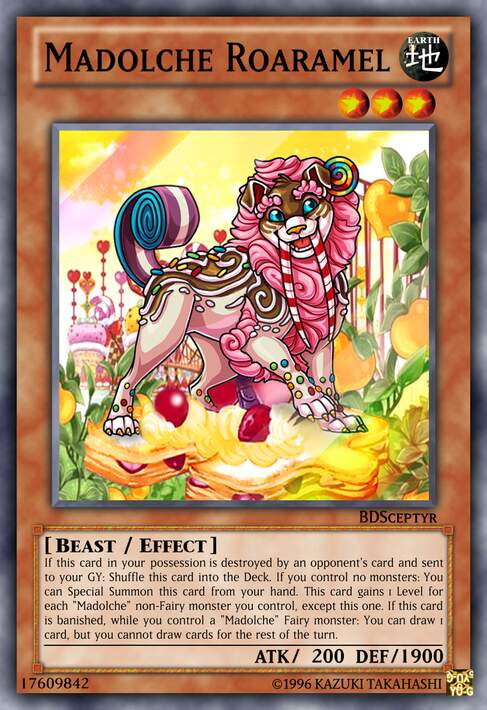 MADOLCHE ROARAMEL
EARTH
地
BDSCEPTYR
[ BEAST / EFFECT ]
If this card in your possession is destroyed by an opponent's card and sent
to your GY: Shuffle this card into the Deck. If you control no monsters: You
can Special Summon this card from your hand. This card gains 1 Level for
each "Madolche" non-Fairy monster you control, except this one. If this card
is banished, while you control a "Madolche" Fairy monster: You can draw 1
card, but you cannot draw cards for the rest of the turn.
ATK/ 200 DEF/1900
17609842
©1996 KAZUKI TAKAHASHI